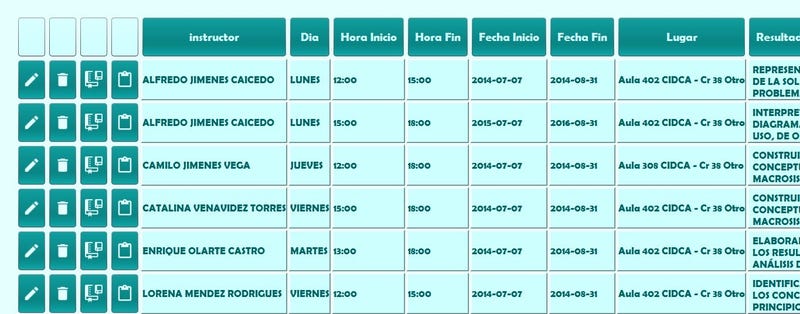 instructor Dia Hora Inicio Hora Fin Fecha Inicio Fecha Fin Lugar Resultad
ALFREDO JIMENES CAICEDO LUNES 12:00 15:00 2014-07-07 2014-08-31 Aula 402 CIDCA - Cr 38 Otro REPRESEN
DE LA SOL
PROBLEM
ALFREDO JIMENES CAICEDO LUNES 15:00 18:00 2015-07-07 2016-08-31 Aula 402 CIDCA - Cr 38 Otro INTERPRE
DIAGRAMA
USO, DE O
CAMILO JIMENES VEGA JUEVES 12:00 18:00 2014-07-07 2014-08-31 Aula 308 CIDCA - Cr 38 Otro CONSTRUI
CONCEPT
MACROSIS
CATALINA VENAVIDEZ TORRES VIERNES 15:00 18:00 2014-07-07 2014-08-31 Aula 402 CIDCA - Cr 38 Otro CONSTRUI
CONCEPT
MACROSIS
ENRIQUE OLARTE CASTRO MARTES 13:00 18:00 2014-07-07 2014-08-31 Aula 402 CIDCA - Cr 38 Otro ELABORAR
LOS RESUL
ANÁLISIS D
LORENA MENDEZ RODRIGUES VIERNES 12:00 15:00 2014-07-07 2014-08-31 Aula 402 CIDCA - Cr 38 Otro IDENTIFIC
LOS CONC
PRINCIPIO